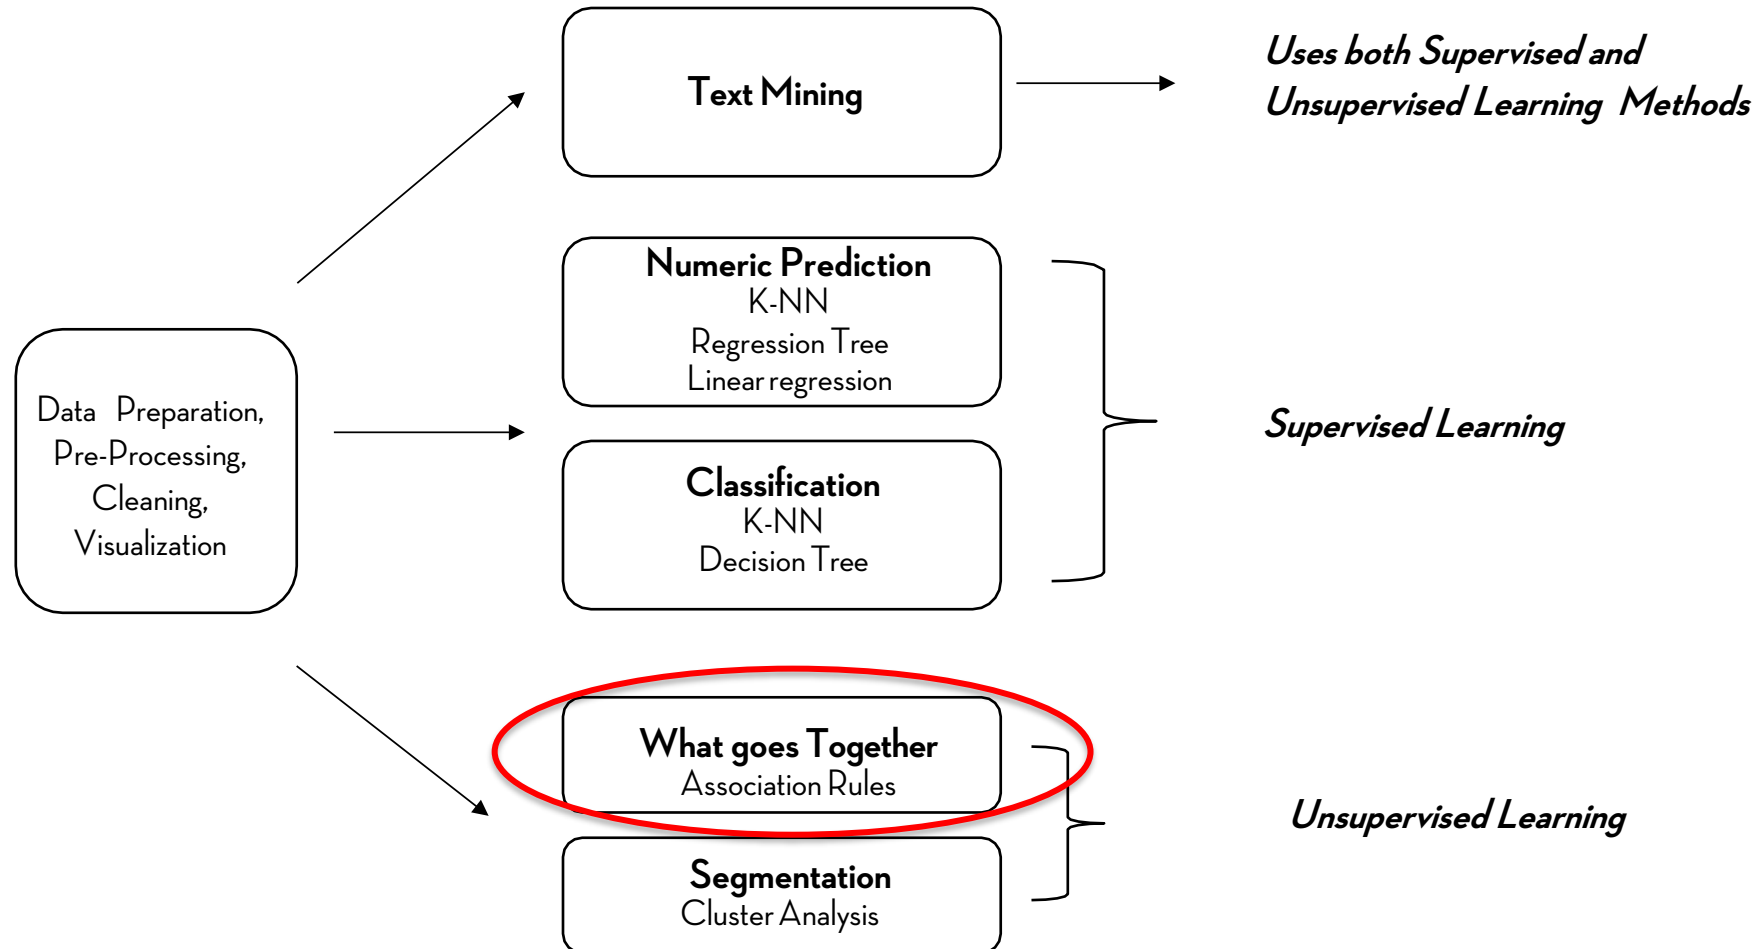 Text Mining
Uses both Supervised and
Unsupervised Learning Methods
Data Preparation,
Pre-Processing,
Cleaning,
Visualization
Numeric Prediction
K-NN
Regression Tree
Linear regression
Classification
K-NN
Decision Tree
Supervised Learning
What goes Together
Association Rules
Segmentation
Cluster Analysis
Unsupervised Learning